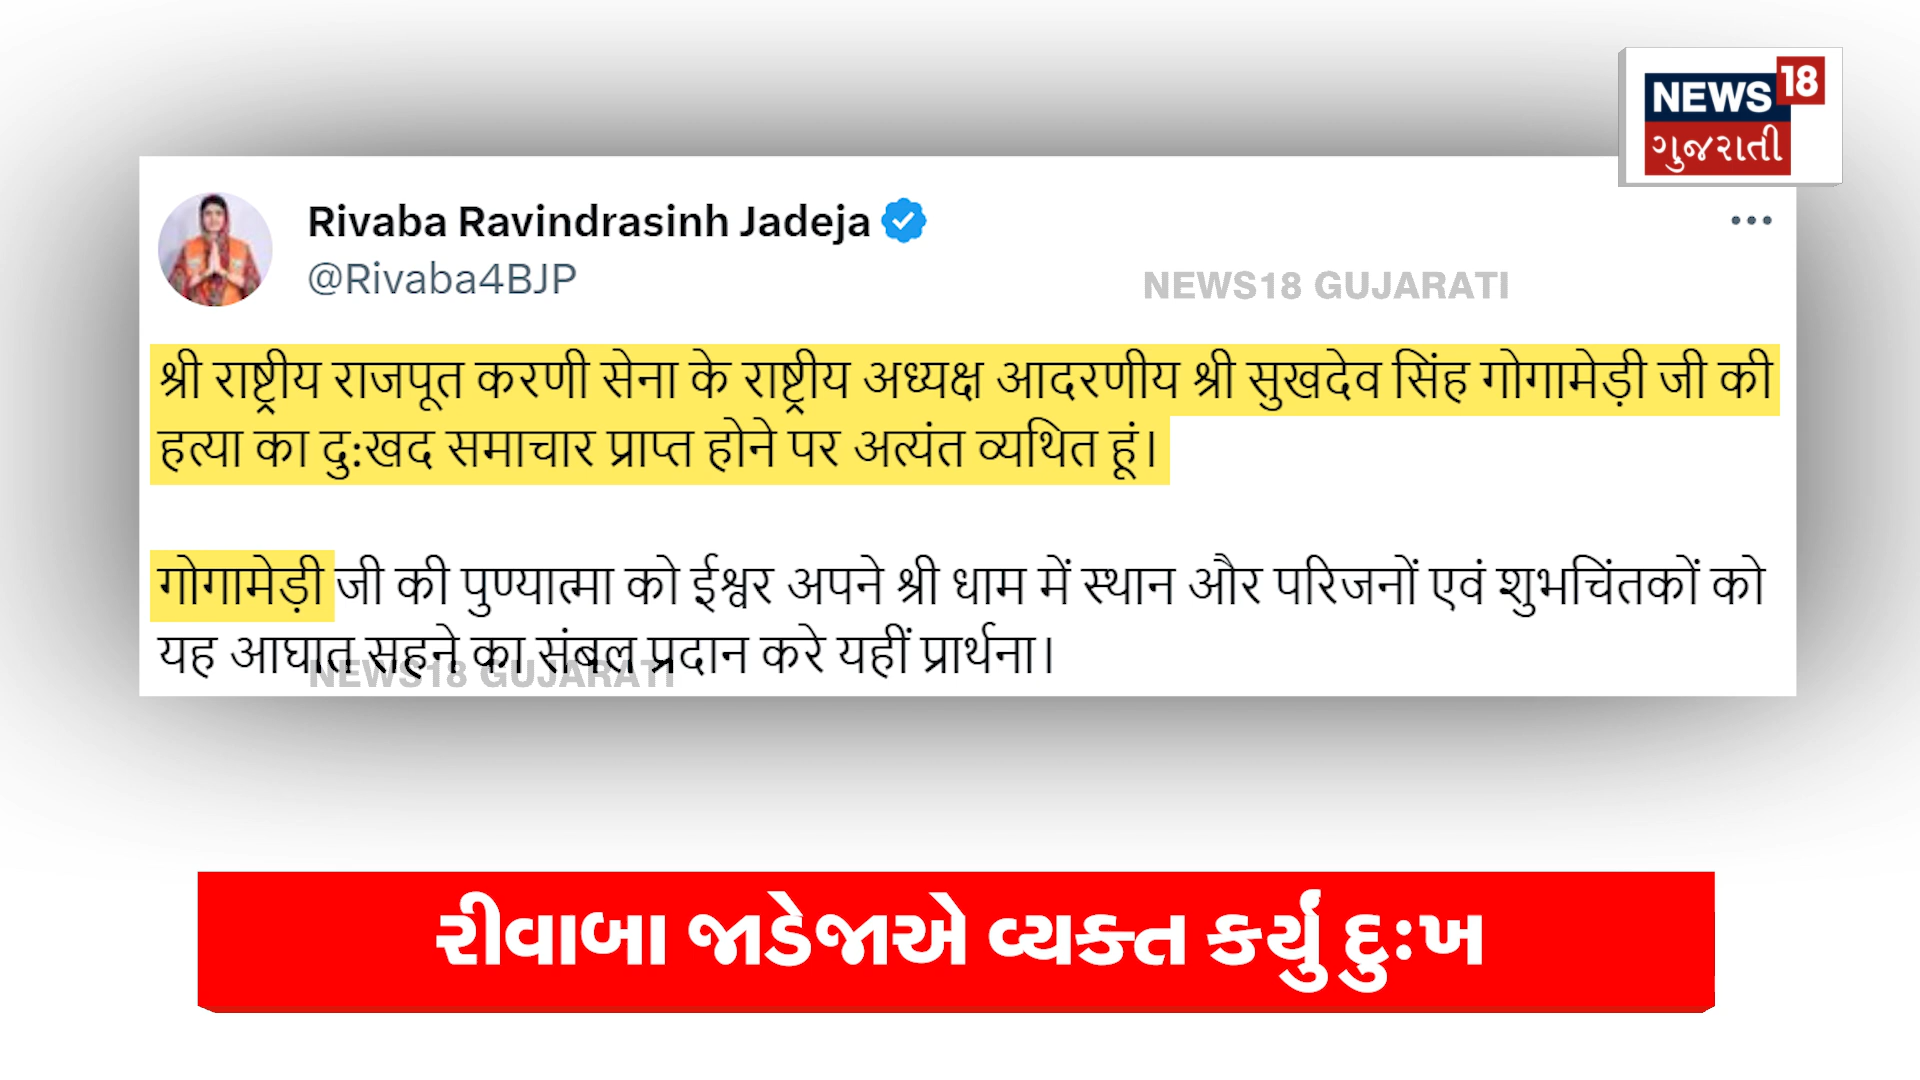 NEWS 18
ગુજરાતી
Rivaba Ravindrasinh Jadeja
@Rivaba4BJP
NEWS18 GUJARATI
श्री राष्ट्रीय राजपूत करणी सेना के राष्ट्रीय अध्यक्ष आदरणीय श्री सुखदेव सिंह गोगामेड़ी जी की
हत्या का दुःखद समाचार प्राप्त होने पर अत्यंत व्यथित हूं।
गोगामेड़ी जी की पुण्यात्मा को ईश्वर अपने श्री धाम में स्थान और परिजनों एवं शुभचिंतकों को
यह आघात सहने का संबल प्रदान करे यहीं प्रार्थना।
NEWS18 GUJARATI
રીવાબા જાડેજાએ વ્યક્ત કર્યું દુઃખ